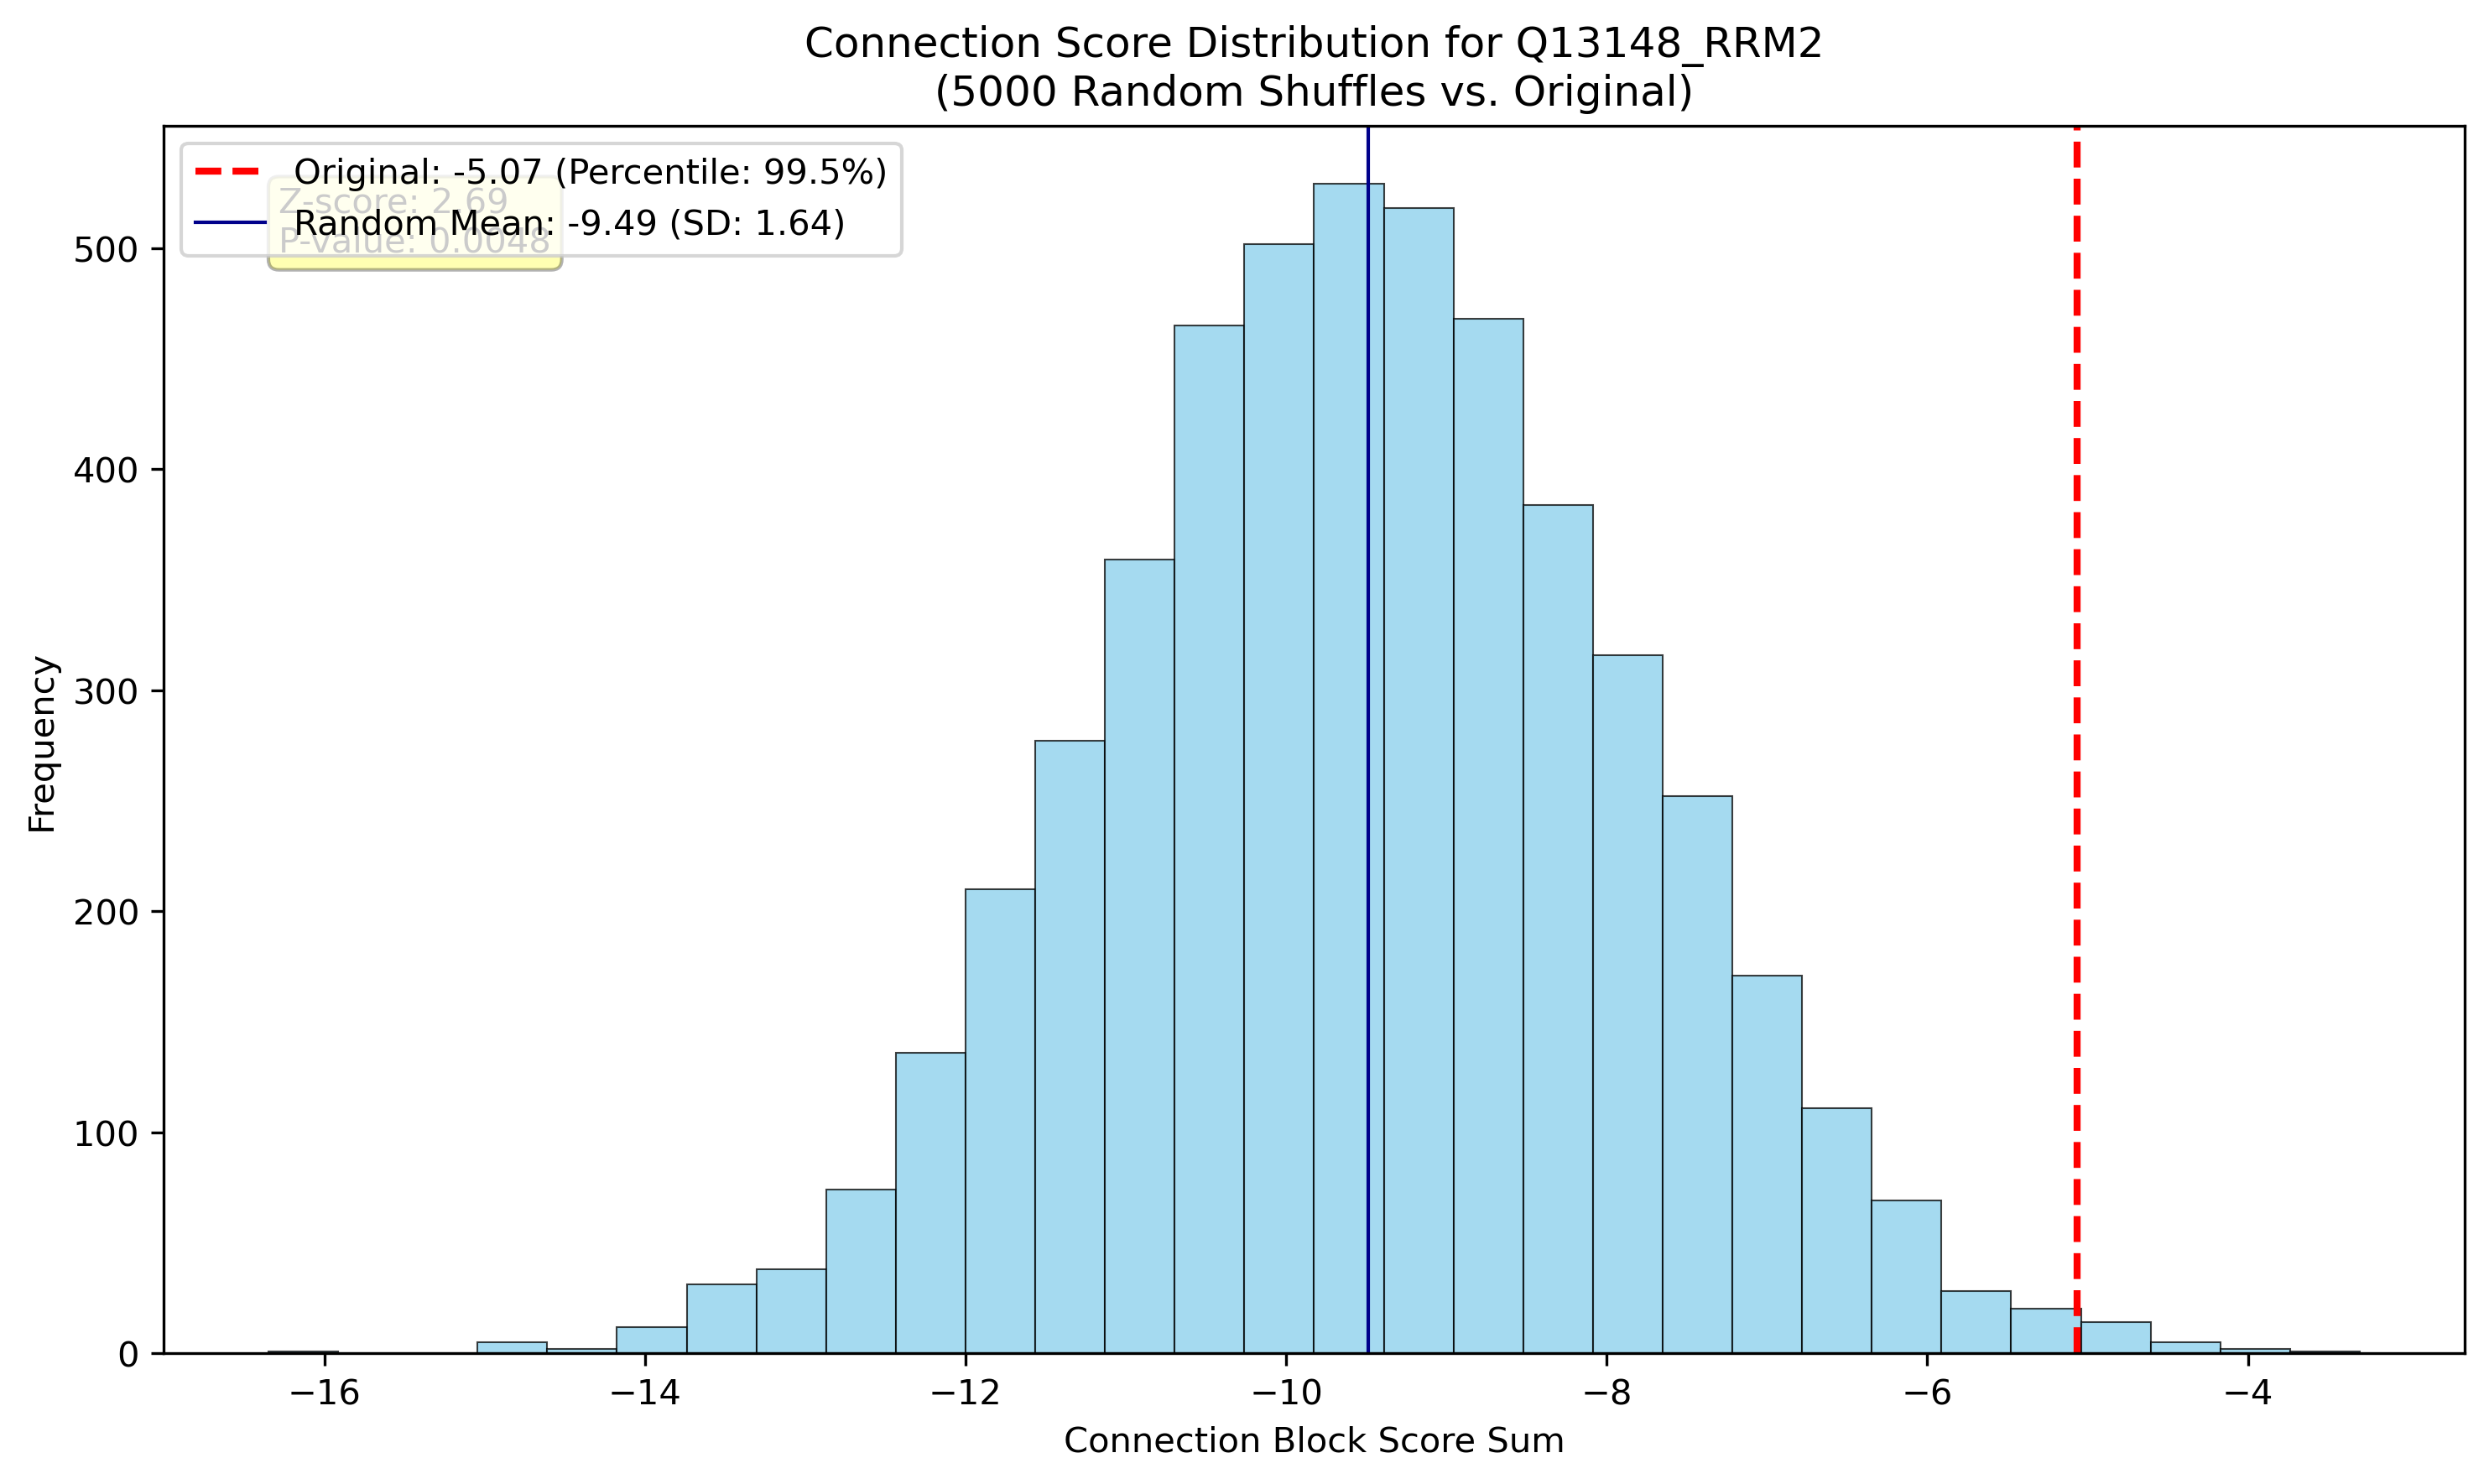 Connection Score Distribution for Q13148_RRM2
(5000 Random Shuffles vs. Original)
Original: -5.07 (Percentile: 99.5%)
Z-score: 2.69
Random Mean: -9.49 (SD: 1.64)
P-value: 0.0048
Frequency
500
400
300
200
100
0
−16
−14
−12
−10
−8
−6
−4
Connection Block Score Sum